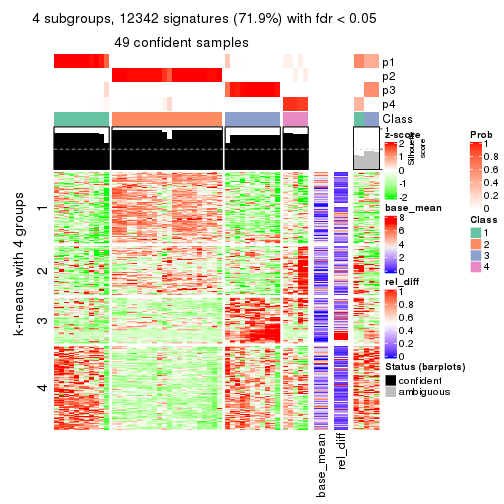 4 subgroups, 12342 signatures (71.9%) with fdr < 0.05
49 confident samples
p1
p2
p3
p4
Class
1
Silhouette
score
k-means with 4 groups
1
2
3
4
base_mean
rel_diff
z-score
2
1
0
-1
-2
base_mean
8
6
4
2
0
rel_diff
1
0.8
0.6
0.4
0.2
0
Status (barplots)
confident
ambiguous
Prob
1
0.8
0.6
0.4
0.2
0
Class
1
2
3
4